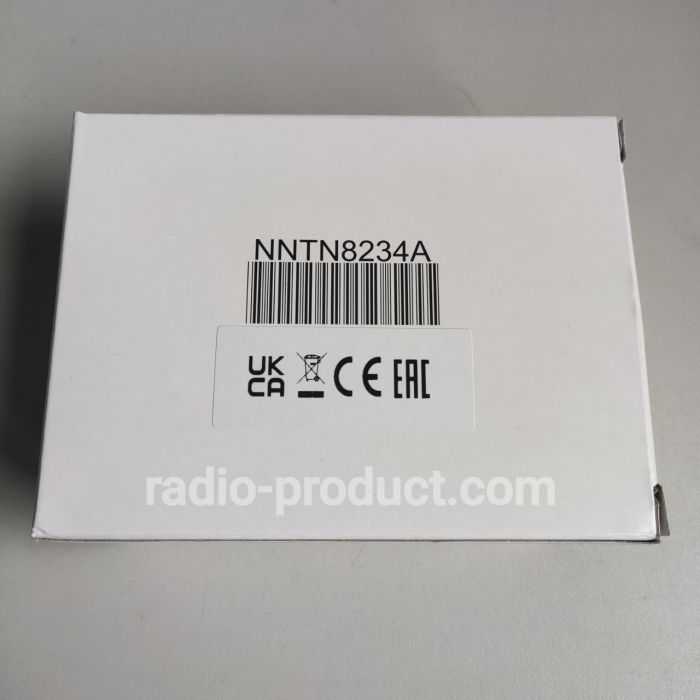 NNTN8234A
UK
CA
CE
EAC
radio-product.com